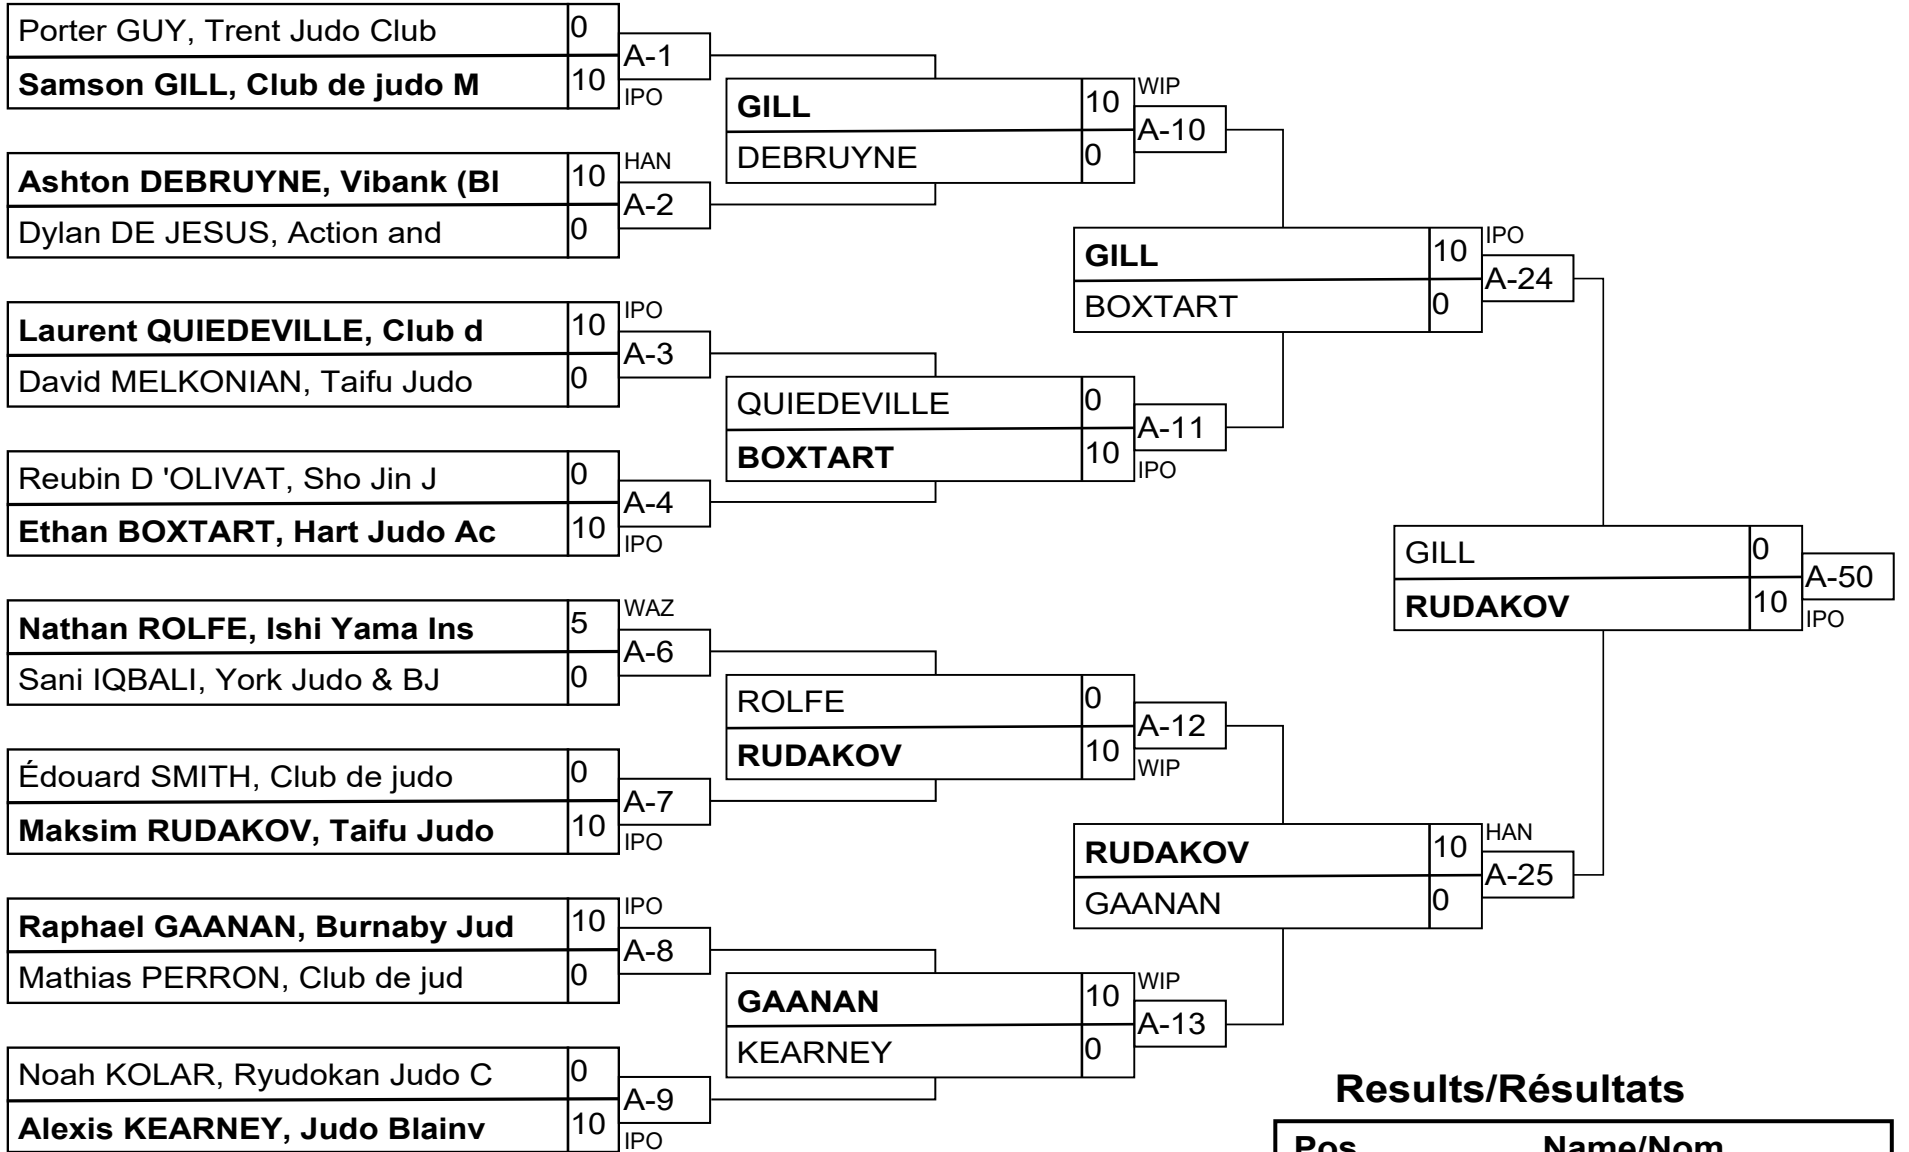 Porter GUY, Trent Judo Club 0
A-1
Samson GILL, Club de judo M 10
IPO
Ashton DEBRUYNE, Vibank (Bl 10
HAN
A-2
Dylan DE JESUS, Action and 0
Laurent QUIEDEVILLE, Club d 10
IPO
A-3
David MELKONIAN, Taifu Judo 0
Reubin D 'OLIVAT, Sho Jin J 0
A-4
Ethan BOXTART, Hart Judo Ac 10
IPO
Nathan ROLFE, Ishi Yama Ins 5
WAZ
A-6
Sani IQBALI, York Judo & BJ 0
Édouard SMITH, Club de judo 0
A-7
Maksim RUDAKOV, Taifu Judo 10
IPO
Raphael GAANAN, Burnaby Jud 10
IPO
A-8
Mathias PERRON, Club de jud 0
Noah KOLAR, Ryudokan Judo C 0
A-9
Alexis KEARNEY, Judo Blainv 10
IPO
GILL 10
WIP
A-10
DEBRUYNE 0
QUIEDEVILLE 0
A-11
BOXTART 10
IPO
ROLFE 0
A-12
RUDAKOV 10
WIP
GAANAN 10
WIP
A-13
KEARNEY 0
GILL 10
IPO
A-24
BOXTART 0
RUDAKOV 10
HAN
A-25
GAANAN 0
GILL 0
A-50
RUDAKOV 10
IPO
Results/Résultats
Pos Name/Nom